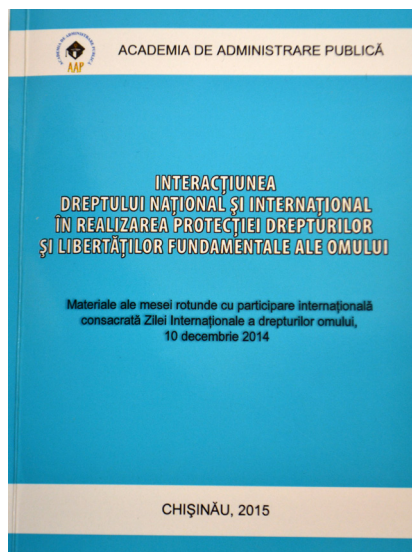 ACADEMIA DE ADMINISTRARE PUBLICĂ
AAP
INTERACȚIUNEA
DREPTULUI NAȚIONAL ȘI INTERNAȚIONAL
ÎN REALIZAREA PROTECȚIEI DREPTURILOR
ȘI LIBERTĂȚILOR FUNDAMENTALE ALE OMULUI
Materiale ale mesei rotunde cu participare internațională
consacrată Zilei Internaționale a drepturilor omului,
10 decembrie 2014
CHIȘINĂU, 2015